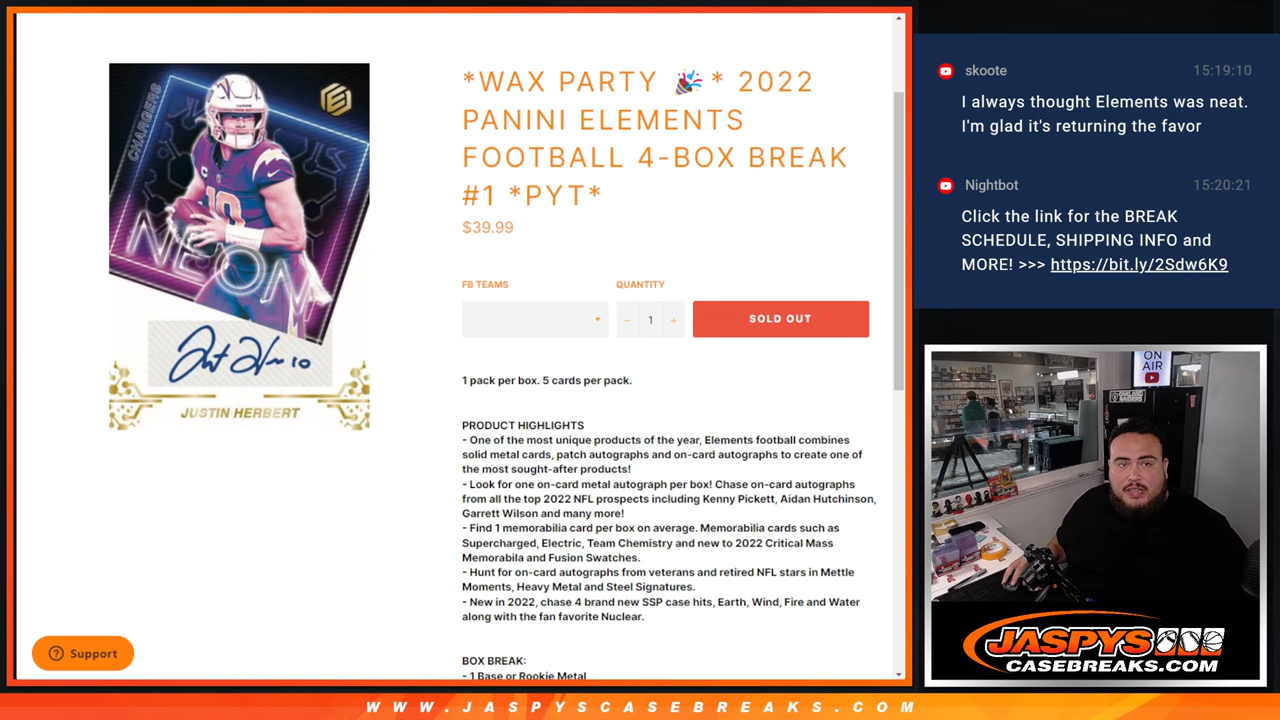 CHARGERS
NEON
JUSTIN HERBERT
*WAX PARTY 🎉* 2022
PANINI ELEMENTS
FOOTBALL 4-BOX BREAK
#1 *PYT*
$39.99
FB TEAMS
QUANTITY
− 1 +
SOLD OUT
1 pack per box. 5 cards per pack.
PRODUCT HIGHLIGHTS
- One of the most unique products of the year, Elements football combines
solid metal cards, patch autographs and on-card autographs to create one of
the most sought-after products!
- Look for one on-card metal autograph per box! Chase on-card autographs
from all the top 2022 NFL prospects including Kenny Pickett, Aidan Hutchinson,
Garrett Wilson and many more!
- Find 1 memorabilia card per box on average. Memorabilia cards such as
Supercharged, Electric, Team Chemistry and new to 2022 Critical Mass
Memorabila and Fusion Swatches.
- Hunt for on-card autographs from veterans and retired NFL stars in Mettle
Moments, Heavy Metal and Steel Signatures.
- New in 2022, chase 4 brand new SSP case hits, Earth, Wind, Fire and Water
along with the fan favorite Nuclear.
BOX BREAK:
- 1 Base or Rookie Metal
Support
skoote 15:19:10
I always thought Elements was neat.
I'm glad it's returning the favor
Nightbot 15:20:21
Click the link for the BREAK
SCHEDULE, SHIPPING INFO and
MORE! >>> https://bit.ly/2Sdw6K9
ON
AIR
JASPYS
CASEBREAKS.COM
WWW.JASPYSCASEBREAKS.COM